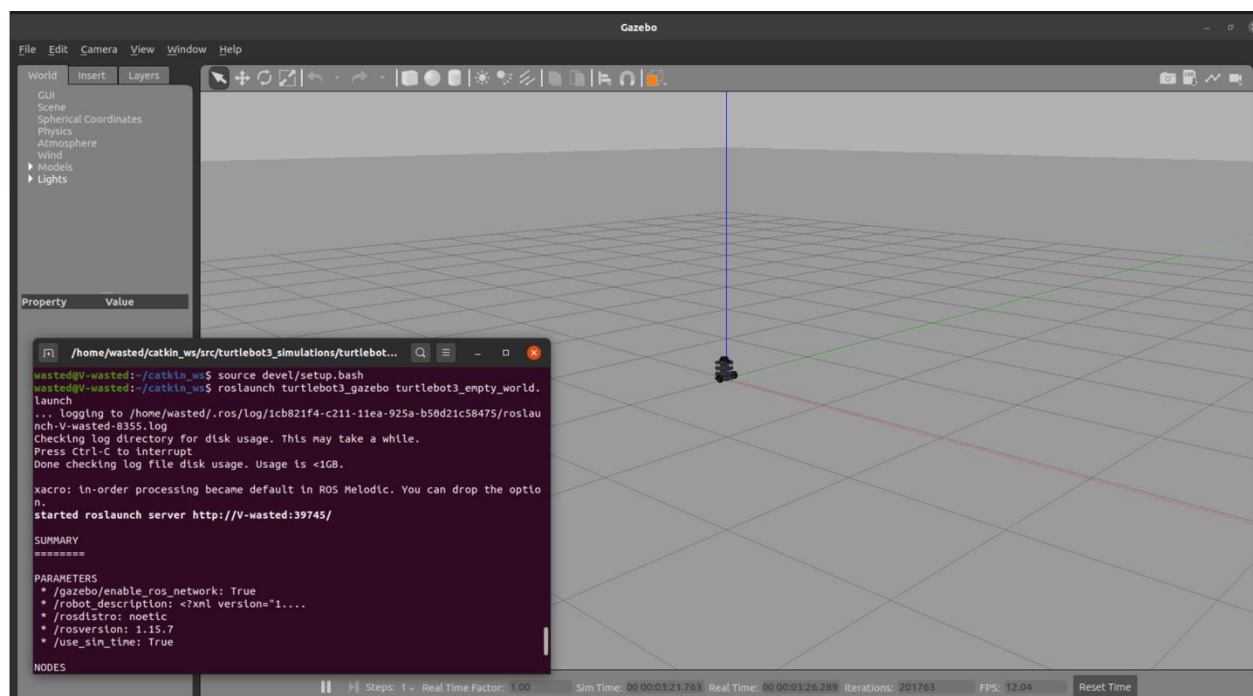 Gazebo
File Edit Camera View Window Help
World Insert Layers
GUI
Scene
Spherical Coordinates
Physics
Atmosphere
Wind
Models
Lights
Property Value
/home/wasted/catkin_ws/src/turtlebot3_simulations/turtlebot...
wasted@V-wasted:~/catkin_ws$ source devel/setup.bash
wasted@V-wasted:~/catkin_ws$ roslaunch turtlebot3_gazebo turtlebot3_empty_world.
launch
... logging to /home/wasted/.ros/log/1cb821f4-c211-11ea-925a-b50d21c58475/roslau
nch-V-wasted-8355.log
Checking log directory for disk usage. This may take a while.
Press Ctrl-C to interrupt
Done checking log file disk usage. Usage is <1GB.
xacro: in-order processing became default in ROS Melodic. You can drop the optio
n.
started roslaunch server http://V-wasted:39745/
SUMMARY
========
PARAMETERS
* /gazebo/enable_ros_network: True
* /robot_description: <?xml version="1....
* /rosdistro: noetic
* /rosversion: 1.15.7
* /use_sim_time: True
NODES
Steps: 1 Real Time Factor: 1.00 Sim Time: 00 00:03:21.763 Real Time: 00 00:03:26.289 Iterations: 201763 FPS: 12.04 Reset Time